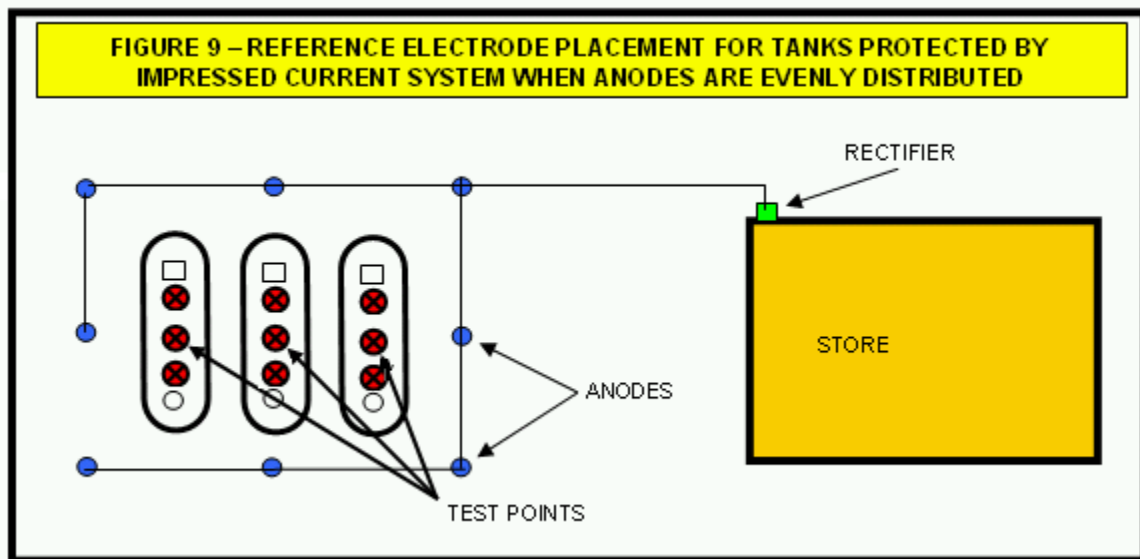 FIGURE 9 – REFERENCE ELECTRODE PLACEMENT FOR TANKS PROTECTED BY
IMPRESSED CURRENT SYSTEM WHEN ANODES ARE EVENLY DISTRIBUTED
RECTIFIER
STORE
ANODES
TEST POINTS